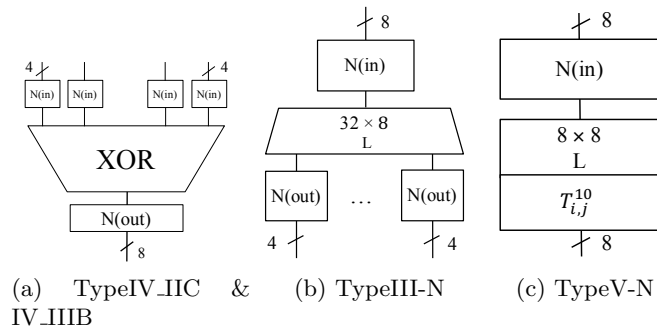 4
4
N(in)
N(in)
N(in)
N(in)
XOR
N(out)
8
(a) TypeIV_IIC &
IV_IIIB
8
N(in)
32 × 8
L
N(out)
...
N(out)
4
4
(b) TypeIII-N
8
N(in)
8 × 8
L
T_{i,j}^{10}
8
(c) TypeV-N